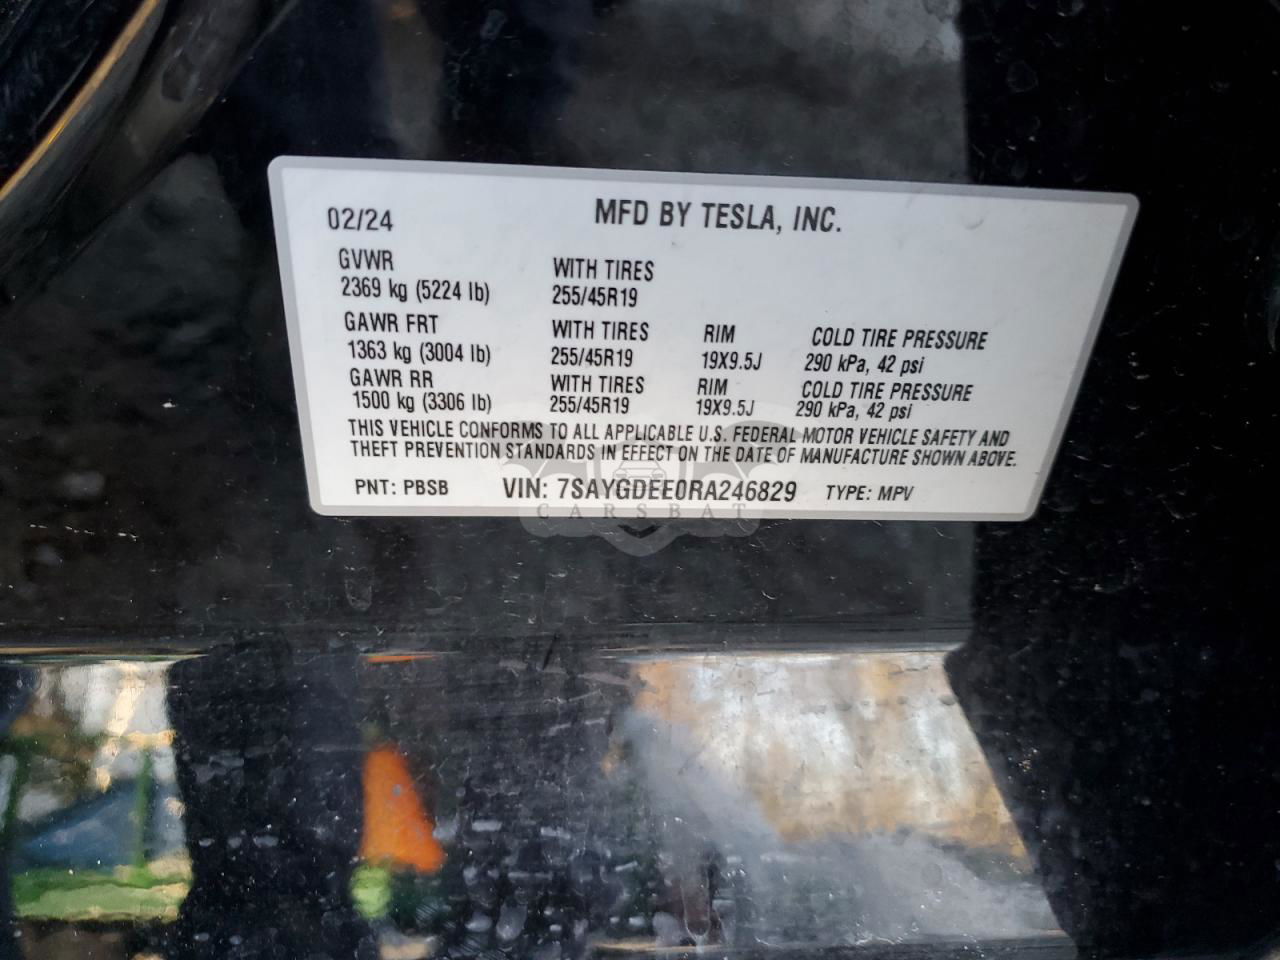 02/24 MFD BY TESLA, INC.
GVWR WITH TIRES
2369 kg (5224 lb) 255/45R19
GAWR FRT WITH TIRES RIM COLD TIRE PRESSURE
1363 kg (3004 lb) 255/45R19 19X9.5J 290 kPa, 42 psi
GAWR RR WITH TIRES RIM COLD TIRE PRESSURE
1500 kg (3306 lb) 255/45R19 19X9.5J 290 kPa, 42 psi
THIS VEHICLE CONFORMS TO ALL APPLICABLE U.S. FEDERAL MOTOR VEHICLE SAFETY AND
THEFT PREVENTION STANDARDS IN EFFECT ON THE DATE OF MANUFACTURE SHOWN ABOVE.
PNT: PBSB VIN: 7SAYGDEE0RA246829 TYPE: MPV
CARSBAT